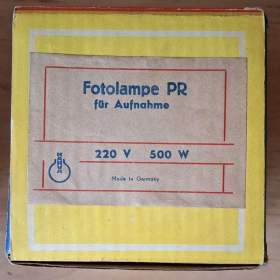 Fotolampe PR
für Aufnahme
220 V 500 W
Made in Germany